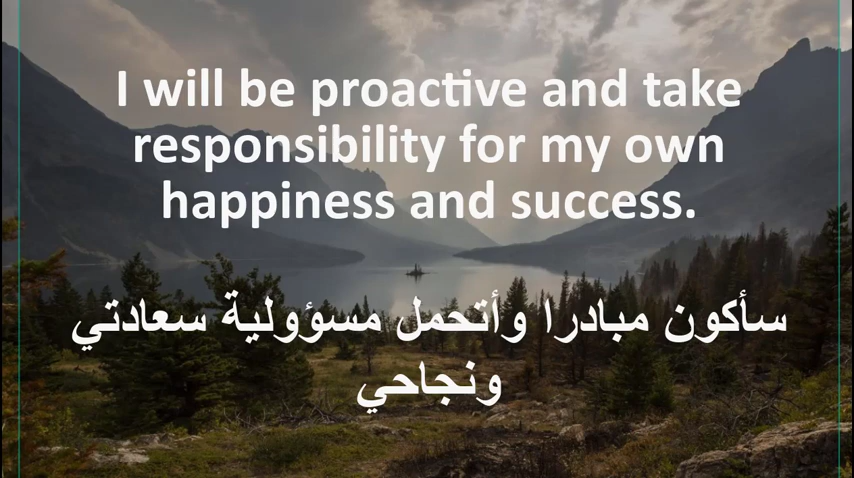 I will be proactive and take
responsibility for my own
happiness and success.
سأكون مبادرا وأتحمل مسؤولية سعادتي
ونجاحي